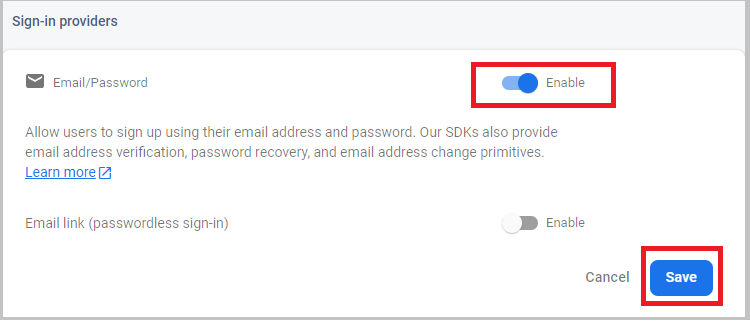 Sign-in providers
Email/Password
Enable
Allow users to sign up using their email address and password. Our SDKs also provide
email address verification, password recovery, and email address change primitives.
Learn more
Email link (passwordless sign-in)
Enable
Cancel
Save